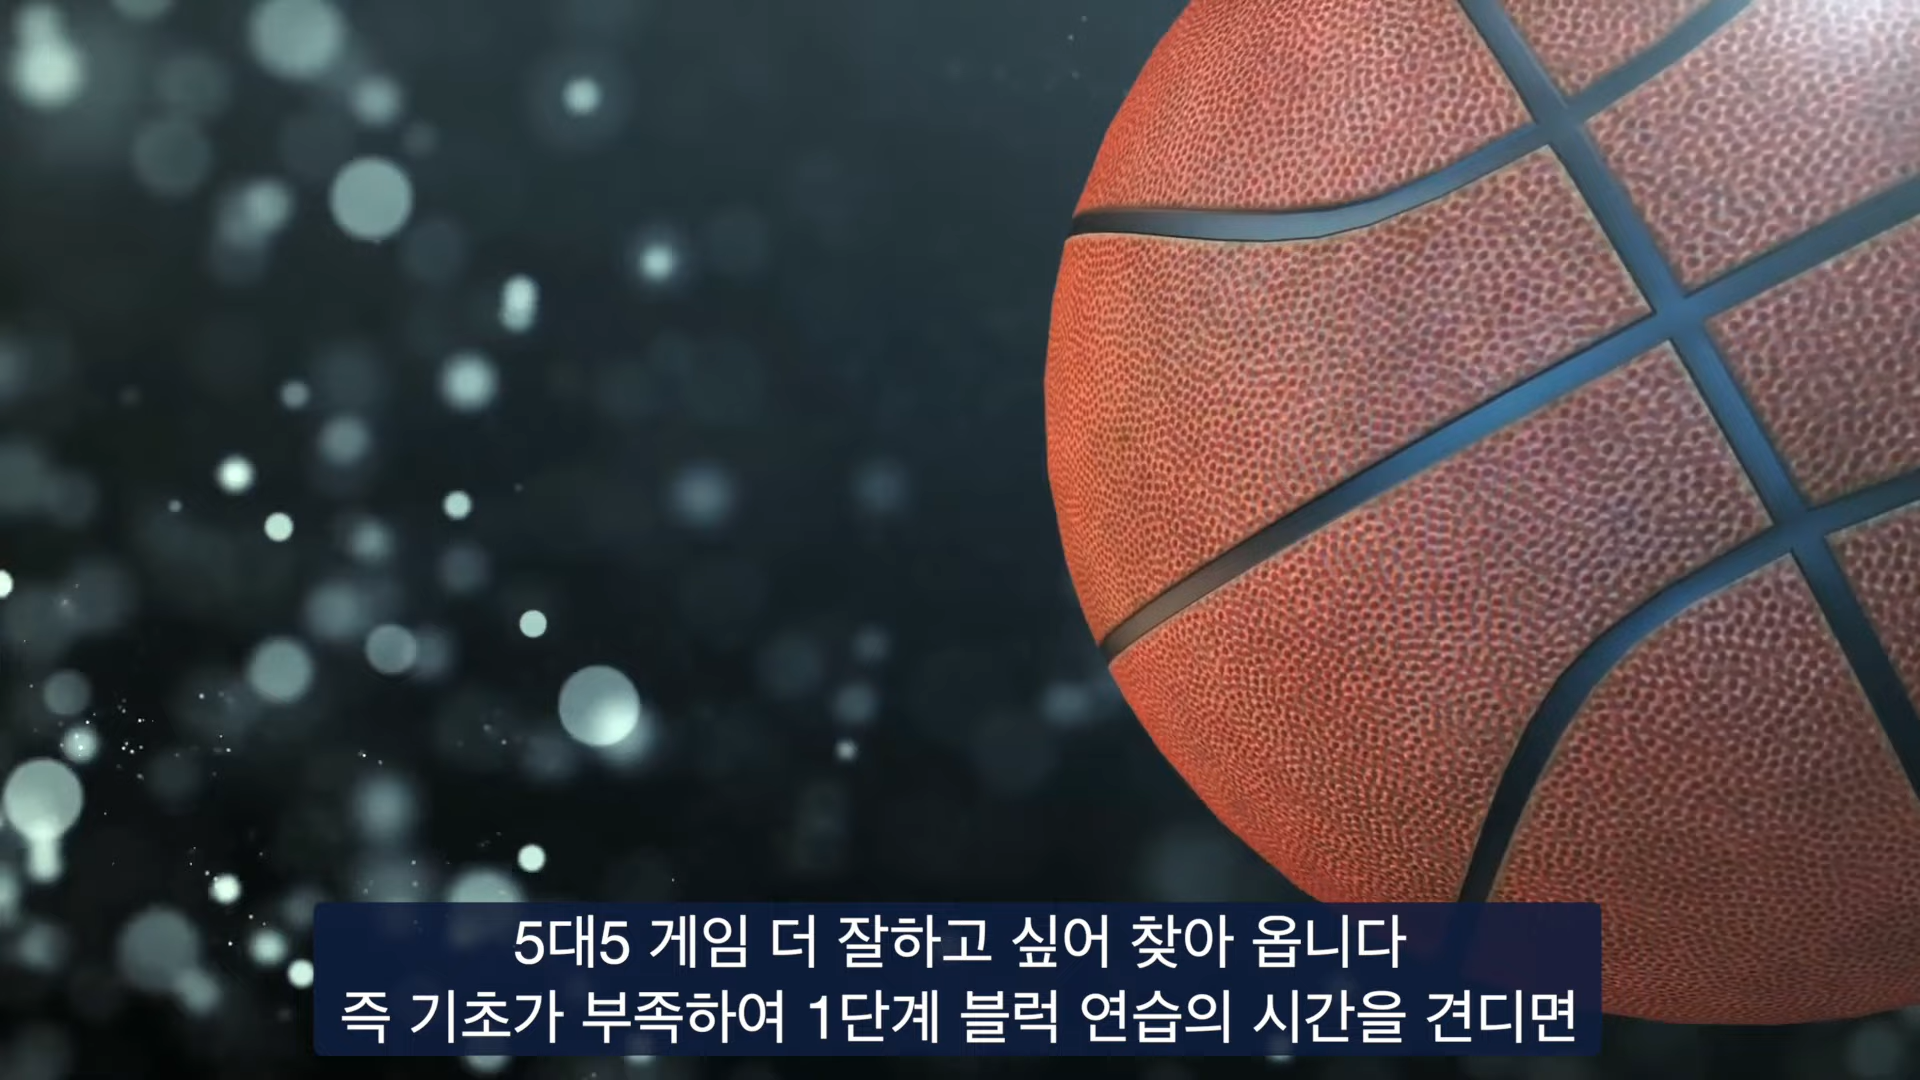 5대5 게임 더 잘하고 싶어 찾아 옵니다
즉 기초가 부족하여 1단계 블럭 연습의 시간을 견디면